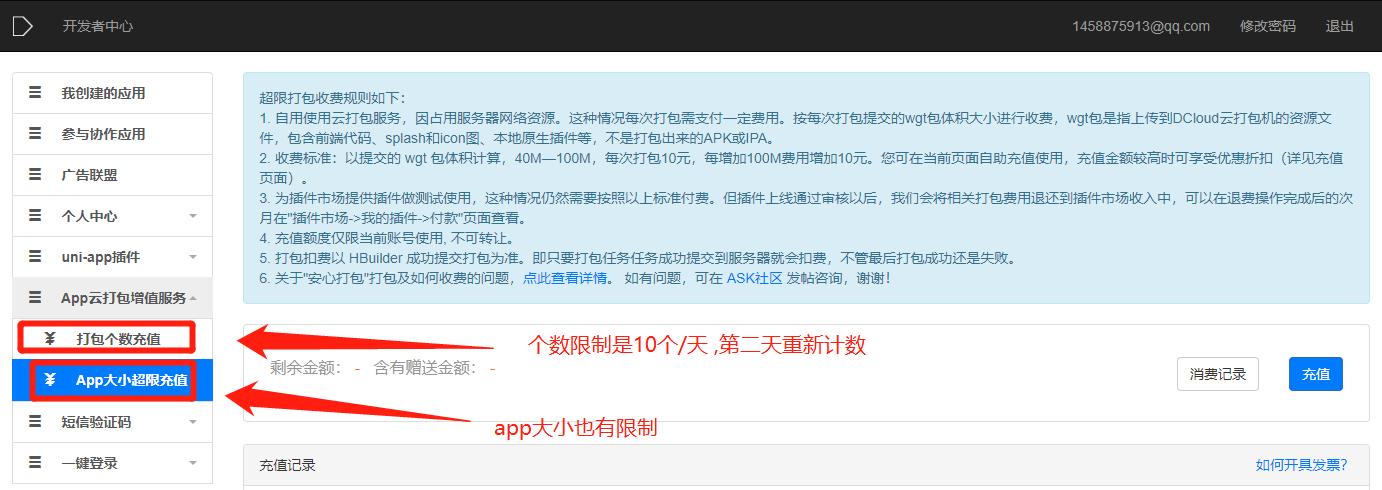 开发者中心
1458875913@qq.com
修改密码
退出
我创建的应用
参与协作应用
广告联盟
个人中心
uni-app插件
App云打包增值服务
打包个数充值
App大小超限充值
短信验证码
一键登录
超限打包收费规则如下：
1. 自用使用云打包服务，因占用服务器网络资源。这种情况每次打包需支付一定费用。按每次打包提交的wgt包体积大小进行收费，wgt包是指上传到DCloud云打包机的资源文
件，包含前端代码、splash和icon图、本地原生插件等，不是打包出来的APK或IPA。
2. 收费标准：以提交的 wgt 包体积计算，40M—100M，每次打包10元，每增加100M费用增加10元。您可在当前页面自助充值使用，充值金额较高时可享受优惠折扣（详见充值
页面）。
3. 为插件市场提供插件做测试使用，这种情况仍然需要按照以上标准付费。但插件上线通过审核以后，我们会将相关打包费用退还到插件市场收入中，可以在退费操作完成后的次
月在"插件市场->我的插件->付款"页面查看。
4. 充值额度仅限当前账号使用, 不可转让。
5. 打包扣费以 HBuilder 成功提交打包为准。即只要打包任务任务成功提交到服务器就会扣费，不管最后打包成功还是失败。
6. 关于"安心打包"打包及如何收费的问题，点此查看详情。 如有问题，可在 ASK社区 发帖咨询，谢谢！
个数限制是10个/天 ,第二天重新计数
剩余金额： - 含有赠送金额： -
消费记录
充值
app大小也有限制
充值记录
如何开具发票?